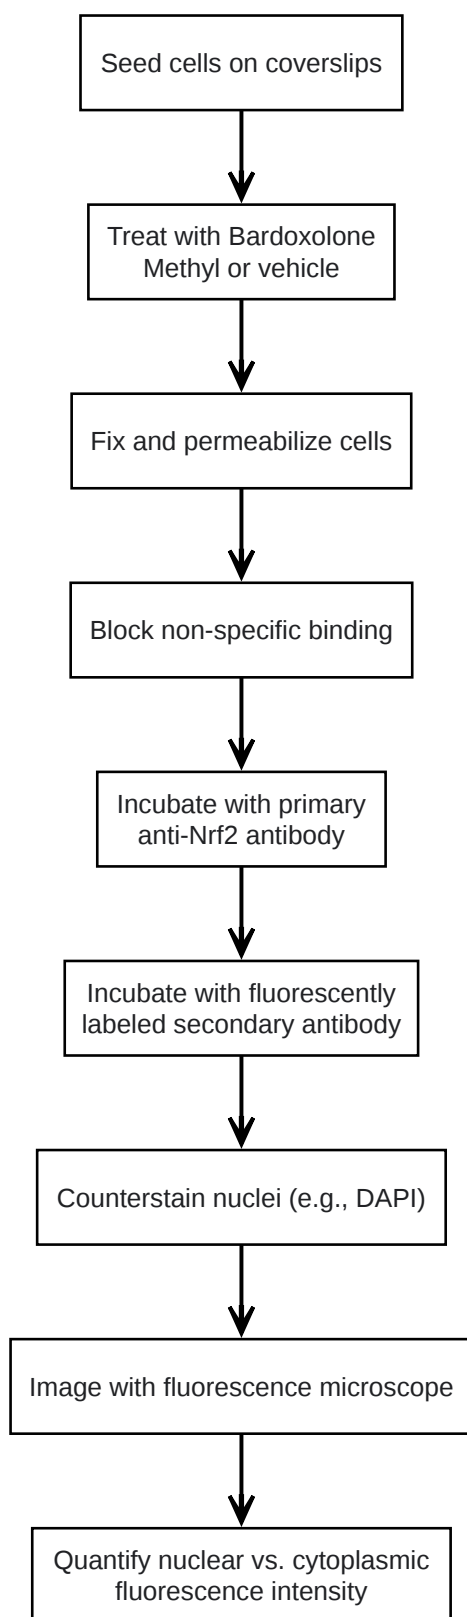 Seed cells on coverslips
Treat with Bardoxolone
Methyl or vehicle
Fix and permeabilize cells
Block non-specific binding
Incubate with primary
anti-Nrf2 antibody
Incubate with fluorescently
labeled secondary antibody
Counterstain nuclei (e.g., DAPI)
Image with fluorescence microscope
Quantify nuclear vs. cytoplasmic
fluorescence intensity